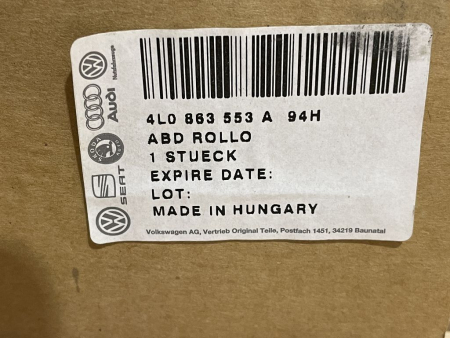 4L0 863 553 A 94H
ABD ROLLO
1 STUECK
EXPIRE DATE:
LOT:
MADE IN HUNGARY
Volkswagen AG, Vertrieb Original Teile, Postfach 1451, 34219 Baunatal
Nutzfahrzeuge
Audi
SEAT